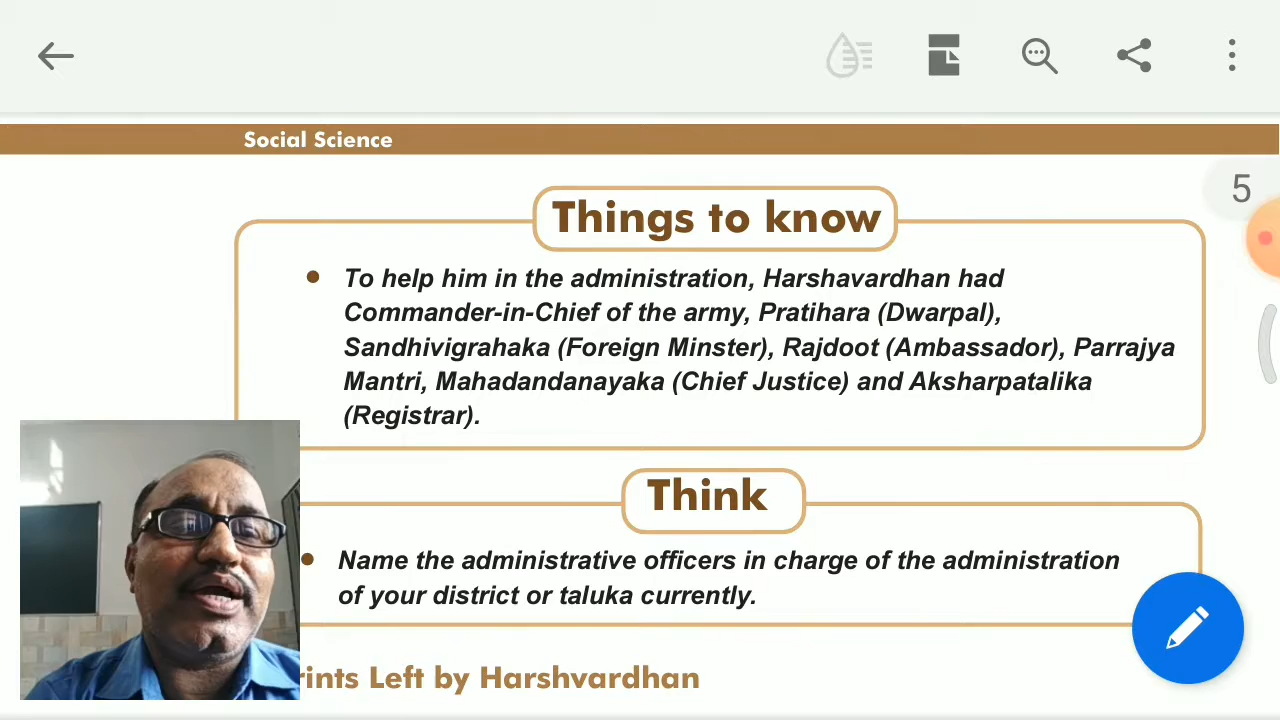 Social Science
5
Things to know
To help him in the administration, Harshavardhan had
Commander-in-Chief of the army, Pratihara (Dwarpal),
Sandhivigrahaka (Foreign Minster), Rajdoot (Ambassador), Parrajya
Mantri, Mahadandanayaka (Chief Justice) and Aksharpatalika
(Registrar).
Think
Name the administrative officers in charge of the administration
of your district or taluka currently.
rints Left by Harshvardhan